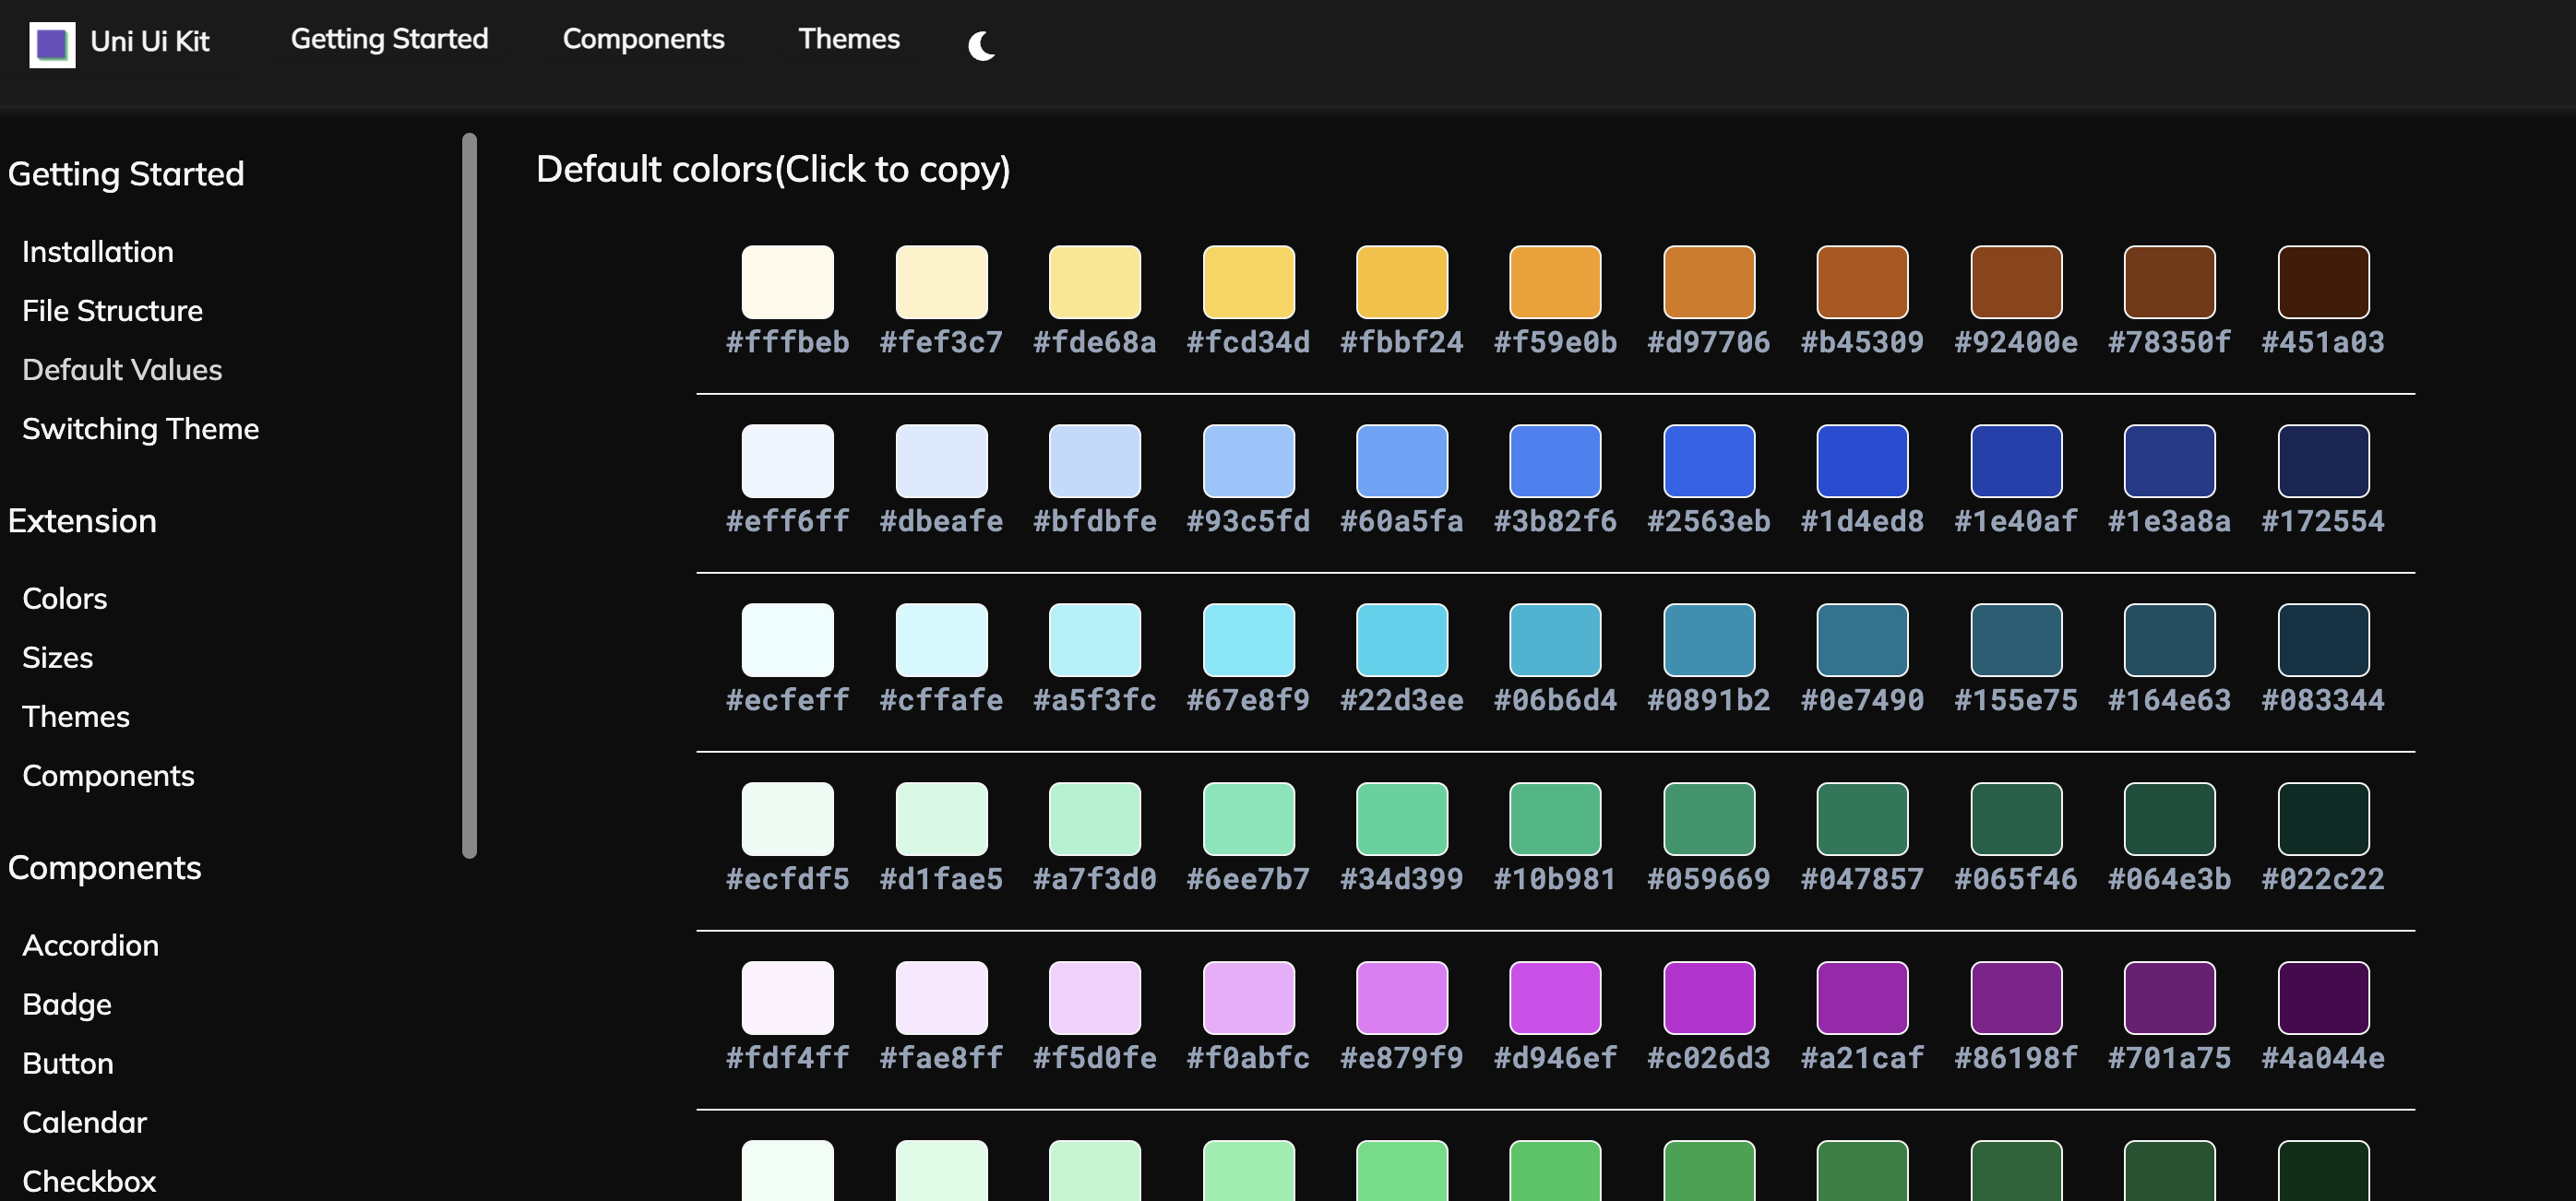 Uni Ui Kit
Getting Started
Components
Themes
Getting Started
Installation
File Structure
Default Values
Switching Theme
Extension
Colors
Sizes
Themes
Components
Components
Accordion
Badge
Button
Calendar
Checkbox
Default colors(Click to copy)
#fffbeb #fef3c7 #fde68a #fcd34d #fbbf24 #f59e0b #d97706 #b45309 #92400e #78350f #451a03
#eff6ff #dbeafe #bfdbfe #93c5fd #60a5fa #3b82f6 #2563eb #1d4ed8 #1e40af #1e3a8a #172554
#ecfeff #cffafe #a5f3fc #67e8f9 #22d3ee #06b6d4 #0891b2 #0e7490 #155e75 #164e63 #083344
#ecfdf5 #d1fae5 #a7f3d0 #6ee7b7 #34d399 #10b981 #059669 #047857 #065f46 #064e3b #022c22
#fdf4ff #fae8ff #f5d0fe #f0abfc #e879f9 #d946ef #c026d3 #a21caf #86198f #701a75 #4a044e